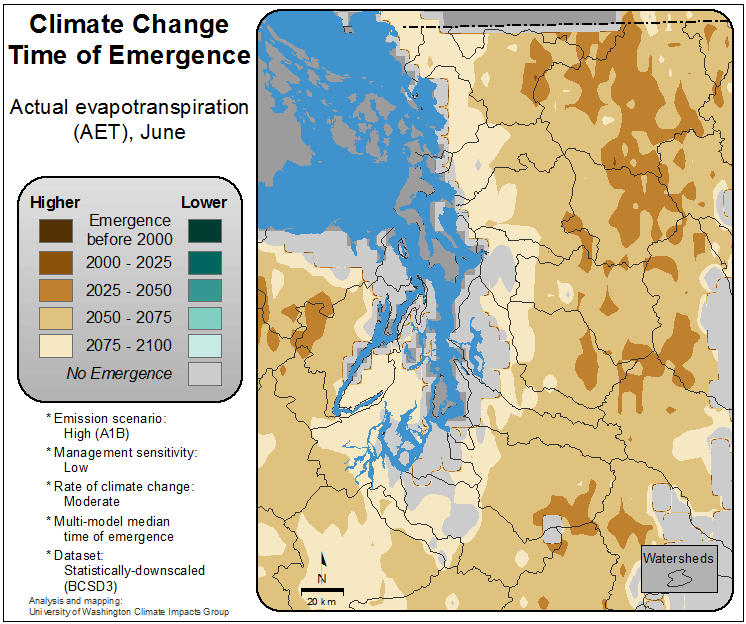 Climate Change
Time of Emergence
Actual evapotranspiration
(AET), June
Higher
Lower
Emergence
before 2000
2000 - 2025
2025 - 2050
2050 - 2075
2075 - 2100
No Emergence
* Emission scenario:
High (A1B)
* Management sensitivity:
Low
* Rate of climate change:
Moderate
* Multi-model median
time of emergence
* Dataset:
Statistically-downscaled
(BCSD3)
Analysis and mapping:
University of Washington Climate Impacts Group
N
20 km
Watersheds